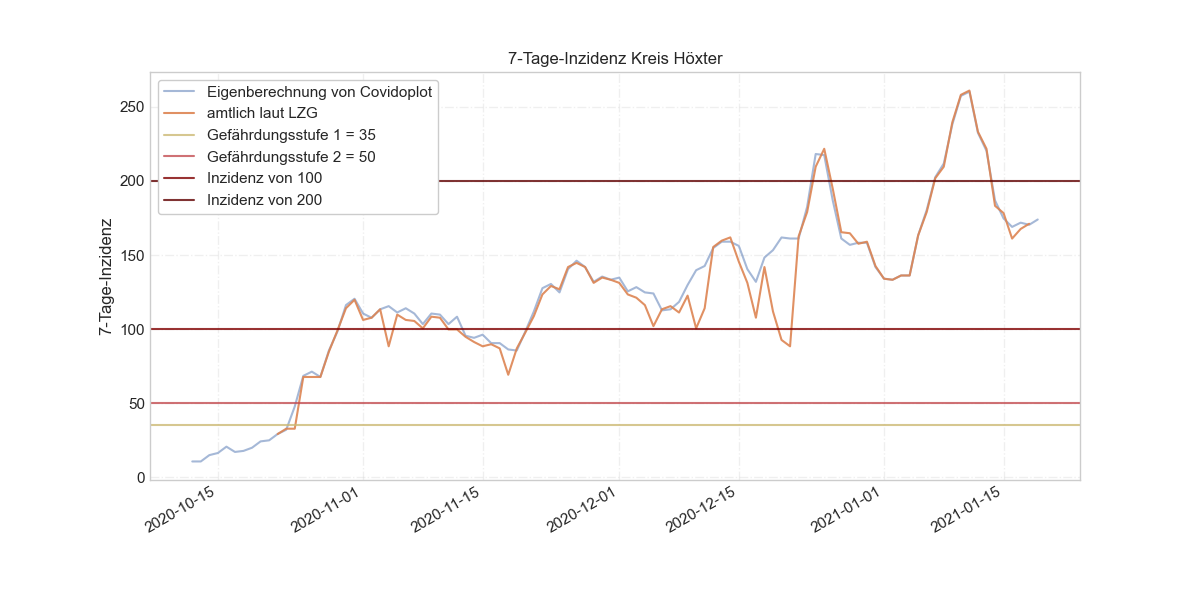 7-Tage-Inzidenz Kreis Höxter
Eigenberechnung von Covidoplot
amtlich laut LZG
Gefährdungsstufe 1 = 35
Gefährdungsstufe 2 = 50
Inzidenz von 100
Inzidenz von 200
7-Tage-Inzidenz
250
200
150
100
50
0
2020-10-15
2020-11-01
2020-11-15
2020-12-01
2020-12-15
2021-01-01
2021-01-15